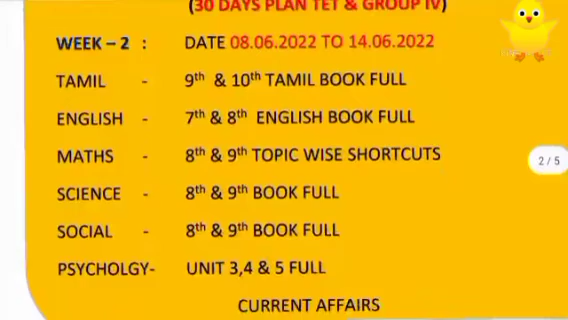 (30 DAYS PLAN TET & GROUP IV)
WEEK – 2 : DATE 08.06.2022 TO 14.06.2022
TAMIL - 9th & 10th TAMIL BOOK FULL
ENGLISH - 7th & 8th ENGLISH BOOK FULL
MATHS - 8th & 9th TOPIC WISE SHORTCUTS
2/5
SCIENCE - 8th & 9th BOOK FULL
SOCIAL - 8th & 9th BOOK FULL
PSYCHOLGY- UNIT 3,4 & 5 FULL
CURRENT AFFAIRS